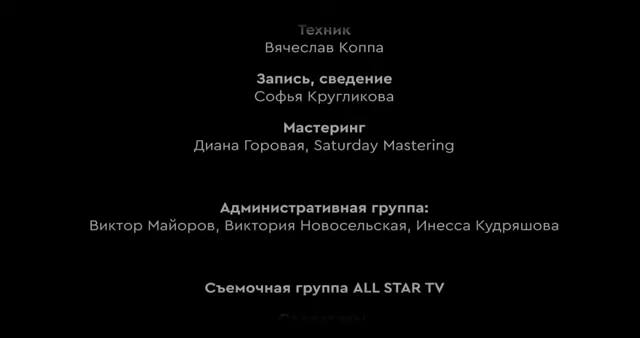 Техник
Вячеслав Коппа
Запись, сведение
Софья Кругликова
Мастеринг
Диана Горовая, Saturday Mastering
Административная группа:
Виктор Майоров, Виктория Новосельская, Инесса Кудряшова
Съемочная группа ALL STAR TV